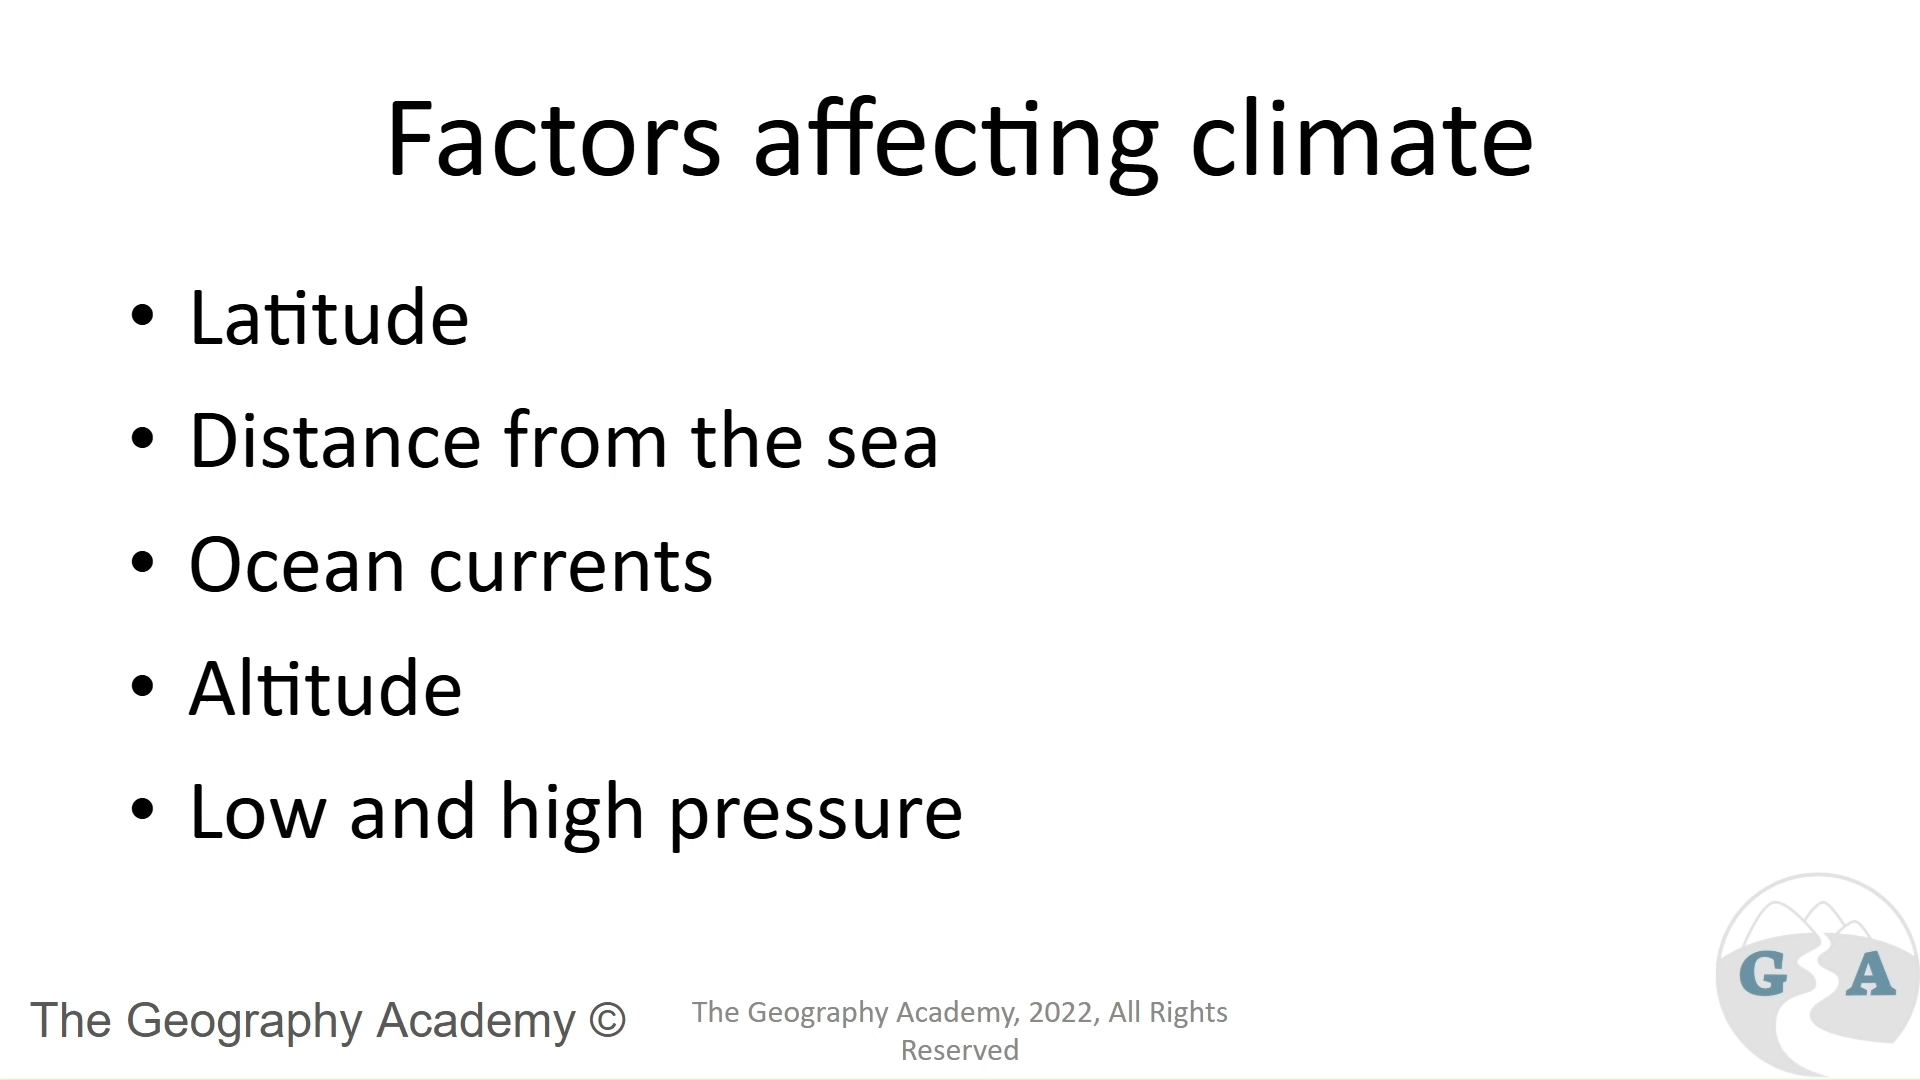 Factors affecting climate
• Latitude
• Distance from the sea
• Ocean currents
• Altitude
• Low and high pressure
The Geography Academy ©
The Geography Academy, 2022, All Rights
Reserved
G A